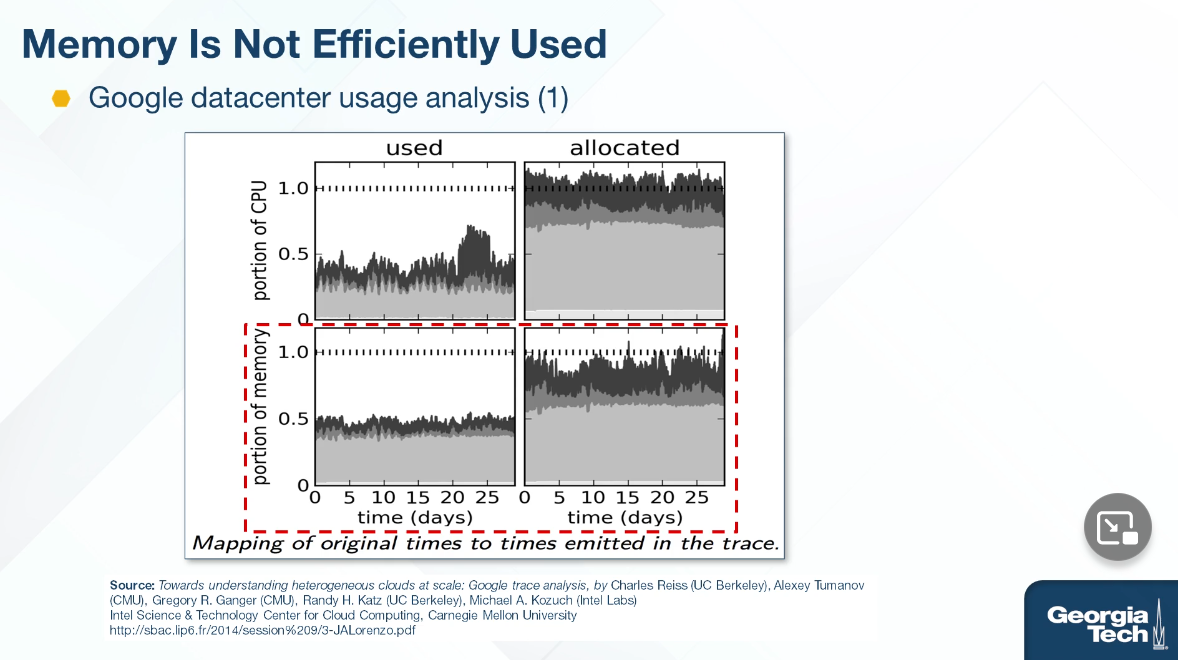 Memory Is Not Efficiently Used
Google datacenter usage analysis (1)
used
allocated
portion of CPU
1.0
0.5
0
portion of memory
1.0
0.5
0
0 5 10 15 20 25
0 5 10 15 20 25
time (days)
time (days)
Mapping of original times to times emitted in the trace.
Source: Towards understanding heterogeneous clouds at scale: Google trace analysis, by Charles Reiss (UC Berkeley), Alexey Tumanov
(CMU), Gregory R. Ganger (CMU), Randy H. Katz (UC Berkeley), Michael A. Kozuch (Intel Labs)
Intel Science & Technology Center for Cloud Computing, Carnegie Mellon University
http://sbac.lip6.fr/2014/session%209/3-JALorenzo.pdf
Georgia
Tech